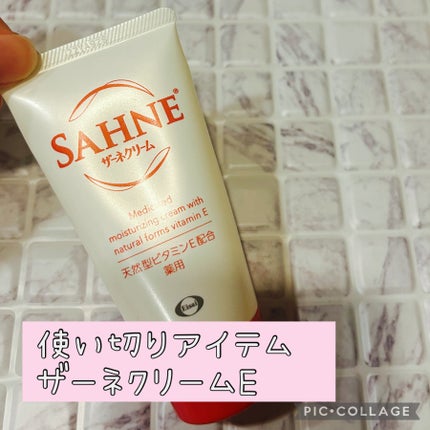 SAHNE®
ザーネクリーム
Medicated
moisturizing cream with
natural forms vitamin E
天然型ビタミンE配合
薬用
Eisai
使い切りアイテム
ザーネクリームE
PIC•COLLAGE